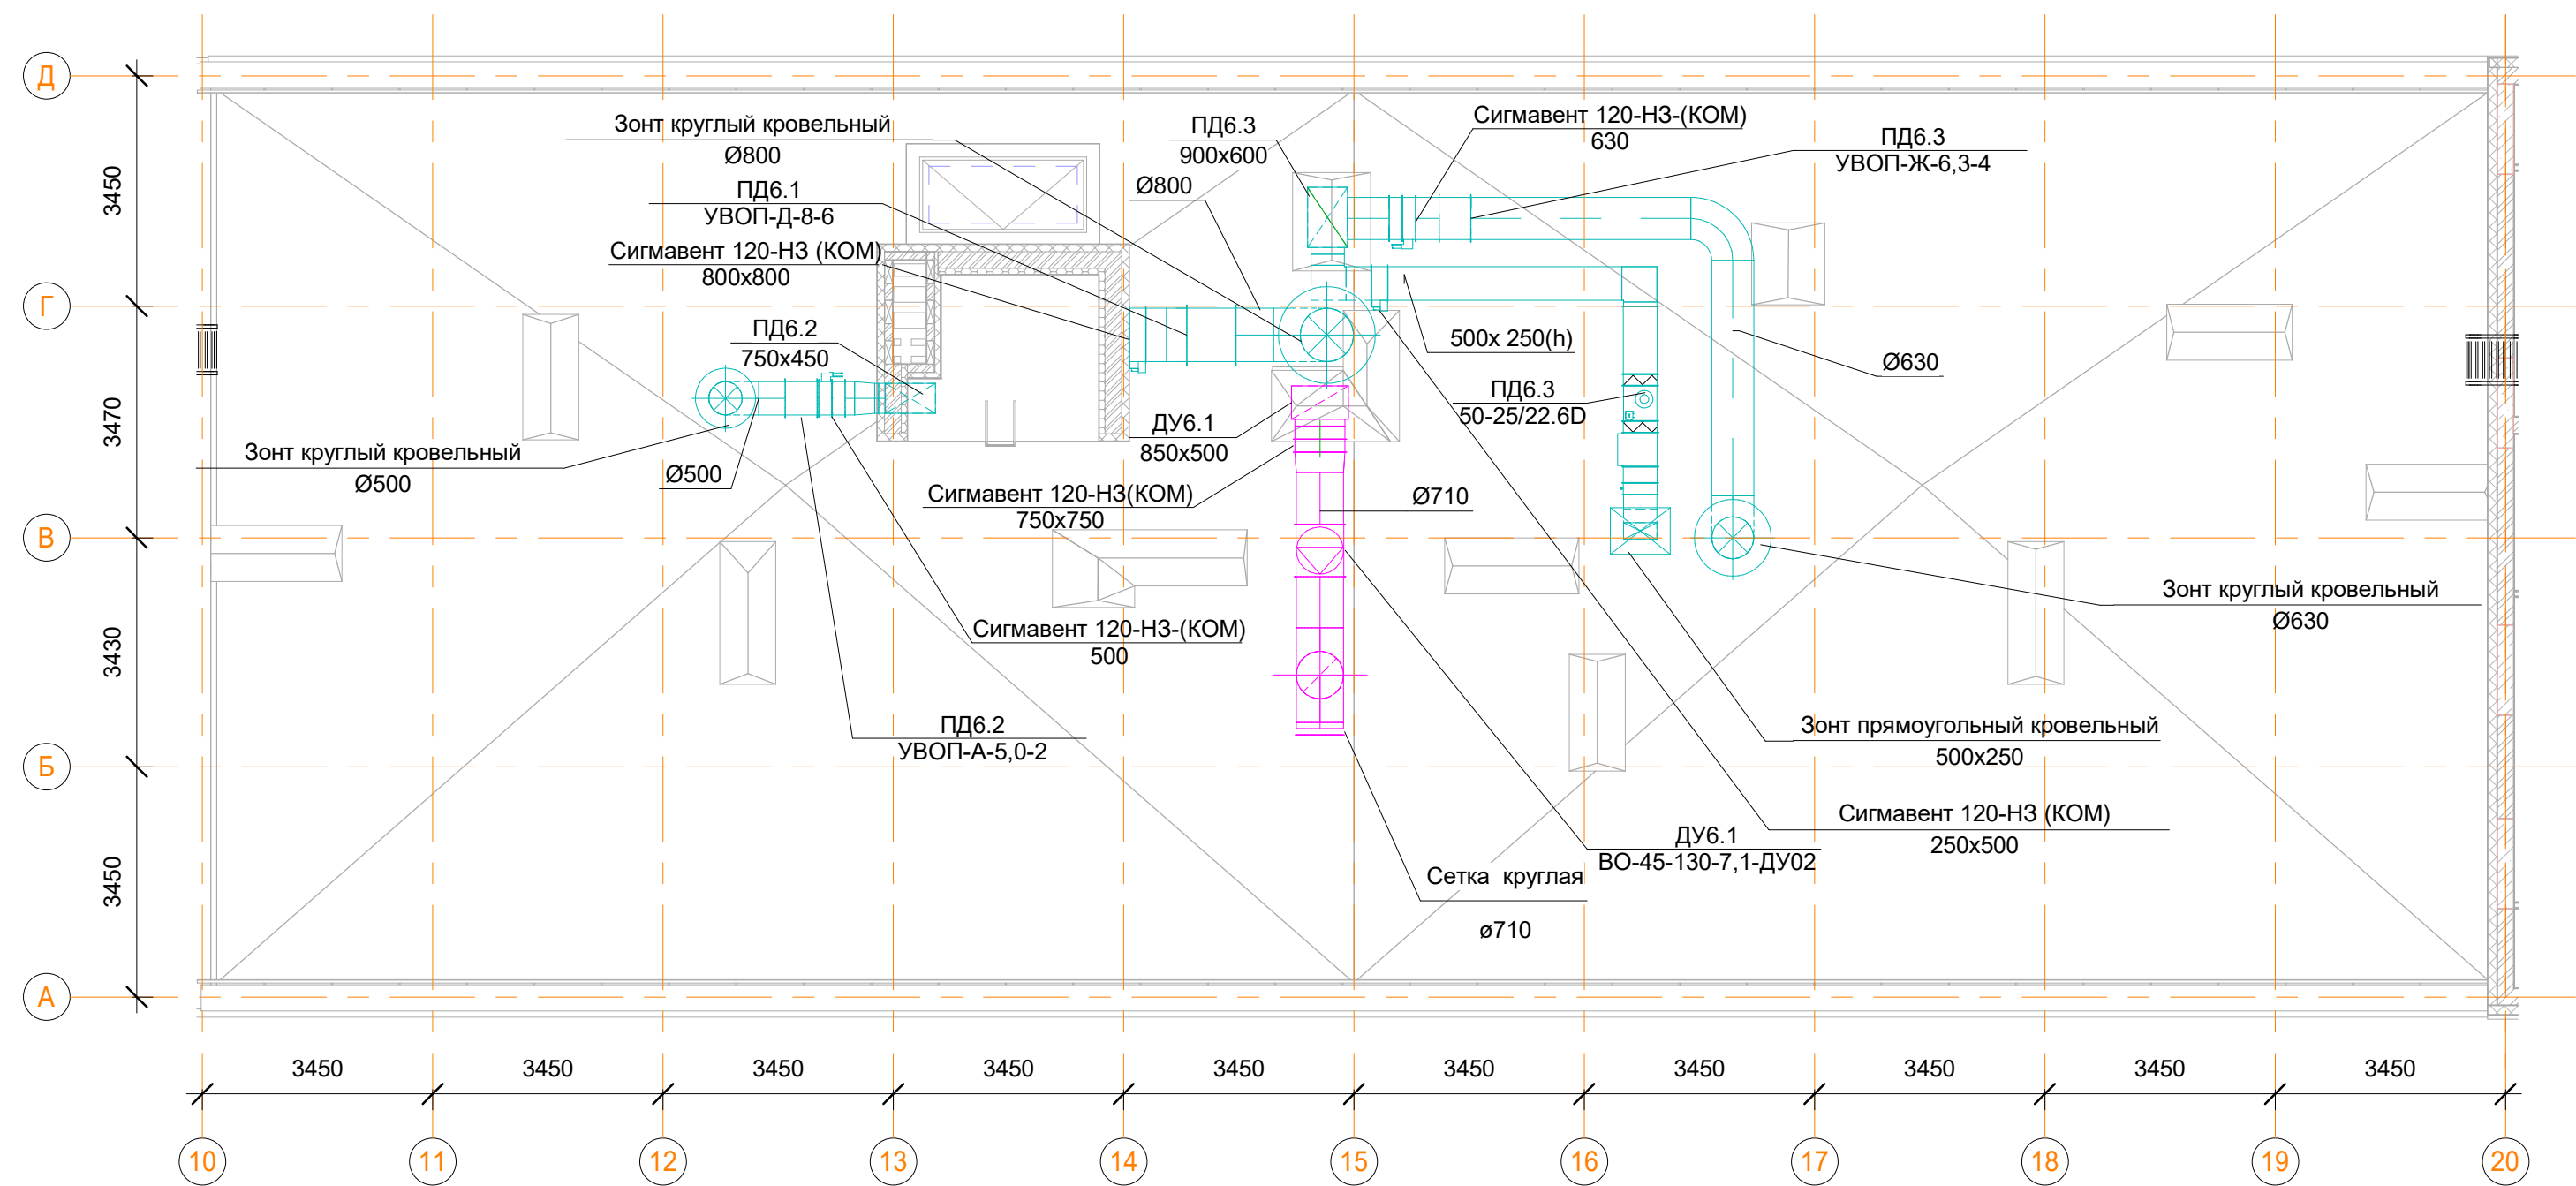 Д
Г
В
Б
А
3450
3470
3430
3450
Зонт круглый кровельный
Ø800
ПД6.1
УВОП-Д-8-6
Сигмавент 120-НЗ (КОМ)
800х800
ПД6.2
750х450
Зонт круглый кровельный
Ø500
Ø500
ПД6.3
900х600
Ø800
Сигмавент 120-НЗ-(КОМ)
630
ПД6.3
УВОП-Ж-6,3-4
500х 250(h)
Ø630
ПД6.3
50-25/22.6D
ДУ6.1
850х500
Сигмавент 120-НЗ(КОМ)
750х750
Ø710
Сигмавент 120-НЗ-(КОМ)
500
ПД6.2
УВОП-А-5,0-2
Зонт круглый кровельный
Ø630
Зонт прямоугольный кровельный
500х250
Сигмавент 120-НЗ (КОМ)
250х500
ДУ6.1
ВО-45-130-7,1-ДУ02
Сетка круглая
ø710
3450 3450 3450 3450 3450 3450 3450 3450 3450 3450
10 11 12 13 14 15 16 17 18 19 20